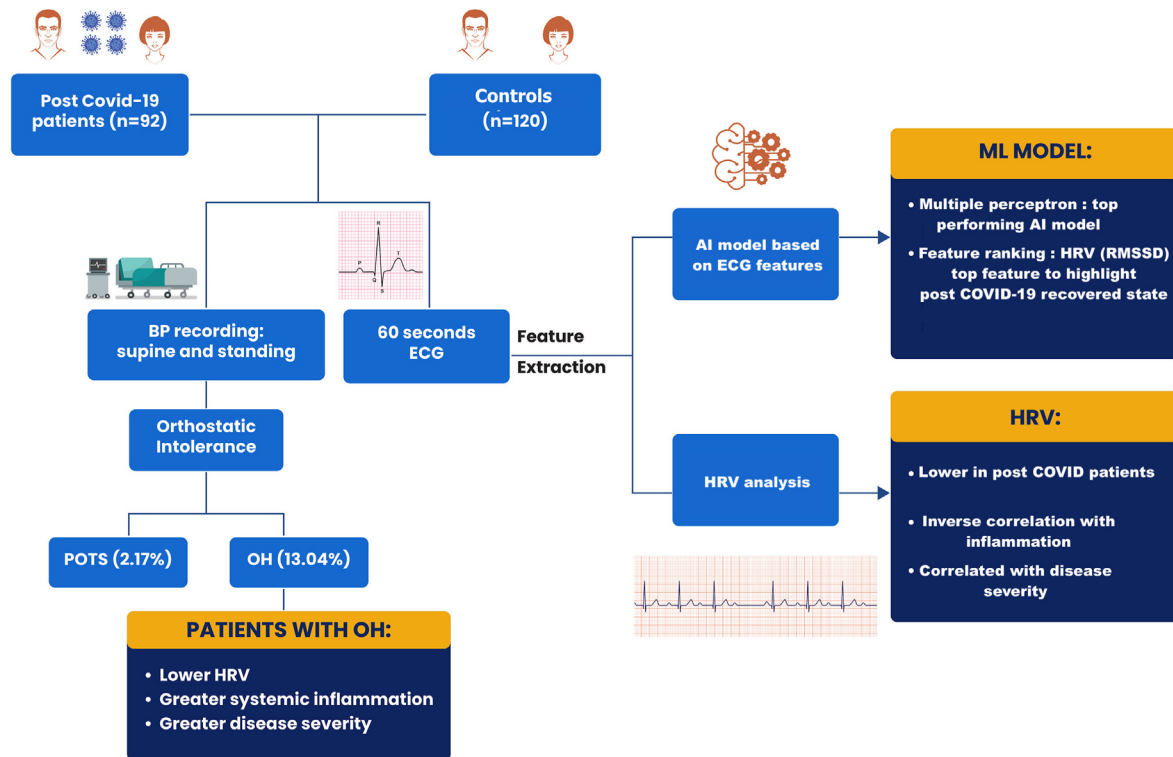 Post Covid-19
patients (n=92)
Controls
(n=120)
P
R
Q
S
T
BP recording:
supine and standing
60 seconds
ECG
Feature
Extraction
Orthostatic
Intolerance
POTS (2.17%)
OH (13.04%)
PATIENTS WITH OH:
• Lower HRV
• Greater systemic inflammation
• Greater disease severity
AI model based
on ECG features
ML MODEL:
• Multiple perceptron : top
performing AI model
• Feature ranking : HRV (RMSSD)
top feature to highlight
post COVID-19 recovered state
HRV analysis
HRV:
• Lower in post COVID patients
• Inverse correlation with
inflammation
• Correlated with disease
severity